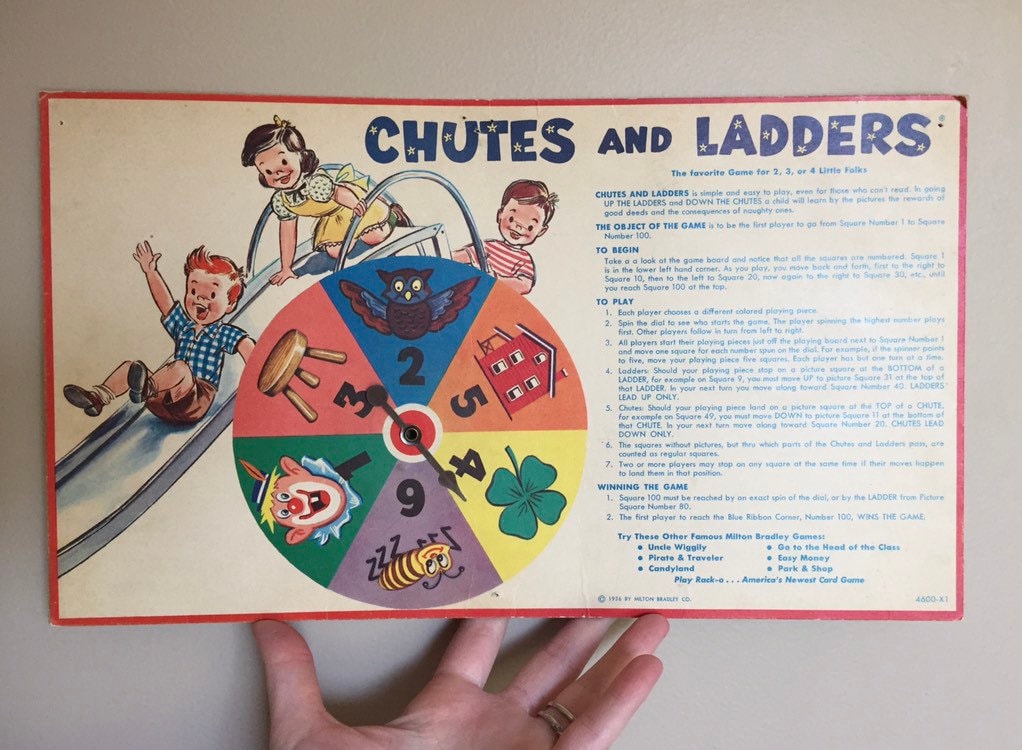 CHUTES AND LADDERS®
The favorite Game for 2, 3, or 4 Little Folks
CHUTES AND LADDERS is simple and easy to play, even for those who can't read. In going
UP THE LADDERS and DOWN THE CHUTES a child will learn by the pictures the rewards of
good deeds and the consequences of naughty ones.
THE OBJECT OF THE GAME is to be the first player to go from Square Number 1 to Square
Number 100.
TO BEGIN
Take a a look at the game board and notice that all the squares are numbered. Square 1
is in the lower left hand corner. As you play, you move back and forth, first to the right to
Square 10, then to the left to Square 20, now again to the right to Square 30, etc., until
you reach Square 100 at the top.
TO PLAY
1. Each player chooses a different colored playing piece.
2. Spin the dial to see who starts the game. The player spinning the highest number plays
first. Other players follow in turn from left to right.
3. All players start their playing pieces just off the playing board next to Square Number 1
and move one square for each number spun on the dial. For example, if the spinner points
to five, move your playing piece five squares. Each player has but one turn at a time.
4. Ladders: Should your playing piece stop on a picture square at the BOTTOM of a
LADDER, for example on Square 9, you must move UP to picture Square 31 at the top of
that LADDER. In your next turn you move along toward Square Number 40. LADDERS
LEAD UP ONLY.
5. Chutes: Should your playing piece land on a picture square at the TOP of a CHUTE,
for example on Square 49, you must move DOWN to picture Square 11 at the bottom of
that CHUTE. In your next turn move along toward Square Number 20. CHUTES LEAD
DOWN ONLY.
6. The squares without pictures, but thru which parts of the Chutes and Ladders pass, are
counted as regular squares.
7. Two or more players may stop on any square at the same time if their moves happen
to land them in that position.
WINNING THE GAME
1. Square 100 must be reached by an exact spin of the dial, or by the LADDER from Picture
Square Number 80.
2. The first player to reach the Blue Ribbon Corner, Number 100, WINS THE GAME.
Try These Other Famous Milton Bradley Games:
• Uncle Wiggily • Go to the Head of the Class
• Pirate & Traveler • Easy Money
• Candyland • Park & Shop
Play Rack-o . . . America's Newest Card Game
© 1956 BY MILTON BRADLEY CO. 4600-X1
2
5
4
6
1
3
ZZZ
ZZZ